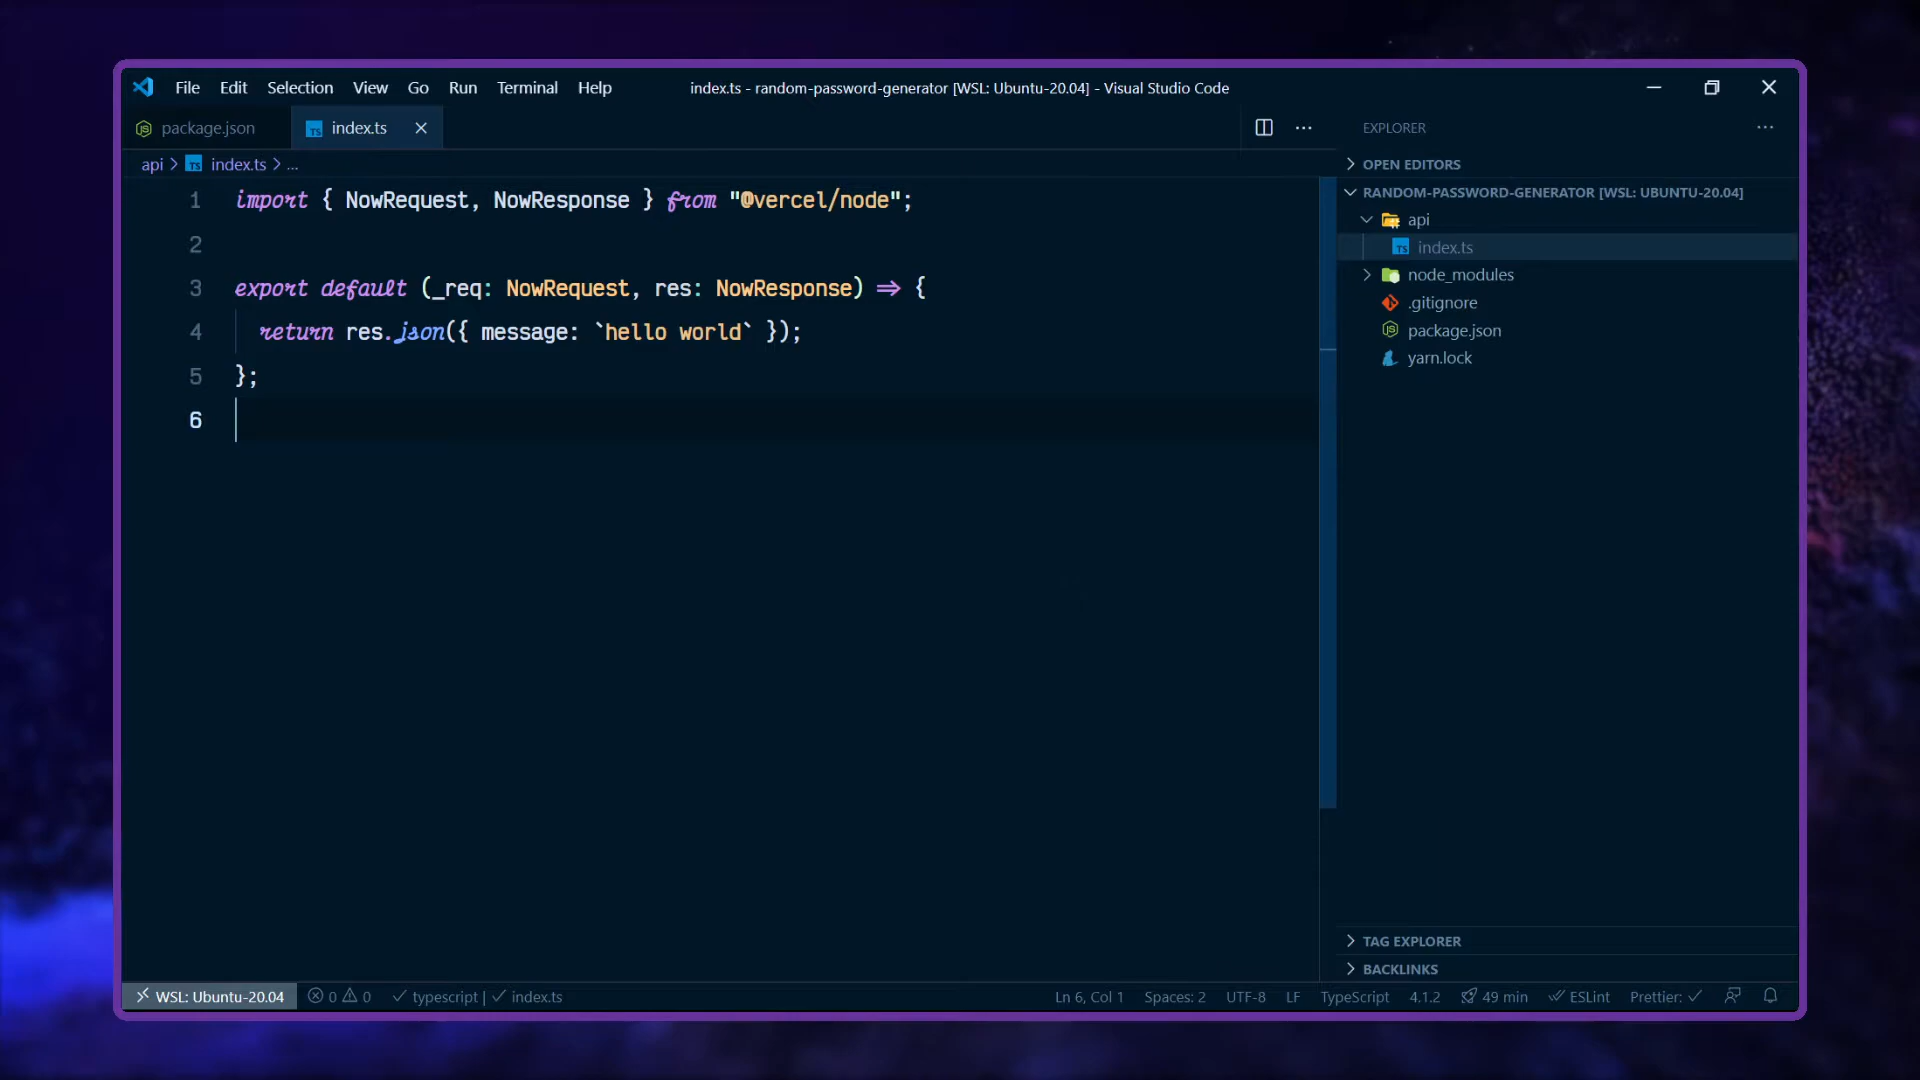 File Edit Selection View Go Run Terminal Help
index.ts - random-password-generator [WSL: Ubuntu-20.04] - Visual Studio Code
package.json
index.ts
api > index.ts > ...
1 import { NowRequest, NowResponse } from "@vercel/node";
2
3 export default (_req: NowRequest, res: NowResponse) => {
4 return res.json({ message: `hello world` });
5 };
6
EXPLORER
OPEN EDITORS
RANDOM-PASSWORD-GENERATOR [WSL: UBUNTU-20.04]
api
index.ts
node_modules
.gitignore
package.json
yarn.lock
TAG EXPLORER
BACKLINKS
WSL: Ubuntu-20.04 0 0 typescript | index.ts
Ln 6, Col 1 Spaces: 2 UTF-8 LF TypeScript 4.1.2 49 min ESLint Prettier: